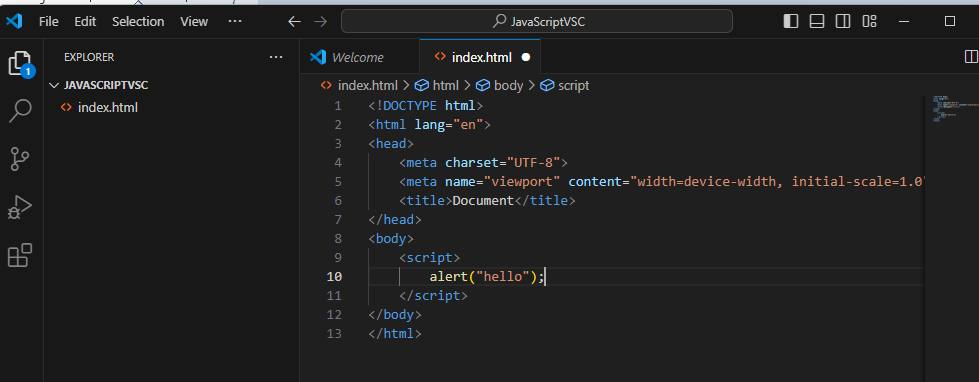 File Edit Selection View ··· JavaScriptVSC
EXPLORER ···
JAVASCRIPTVSC
index.html
1
Welcome index.html
index.html > html > body > script
1 <!DOCTYPE html>
2 <html lang="en">
3 <head>
4 <meta charset="UTF-8">
5 <meta name="viewport" content="width=device-width, initial-scale=1.0"
6 <title>Document</title>
7 </head>
8 <body>
9 <script>
10 alert("hello");
11 </script>
12 </body>
13 </html>